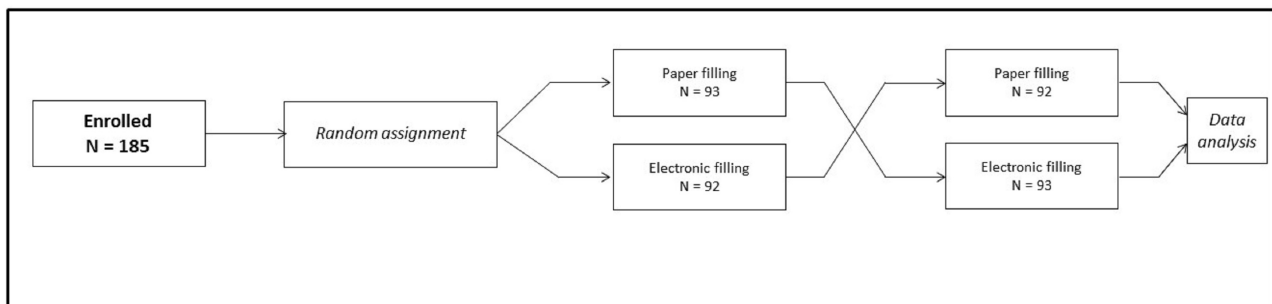 Enrolled
N = 185
Random assignment
Paper filling
N = 93
Electronic filling
N = 92
Paper filling
N = 92
Electronic filling
N = 93
Data
analysis